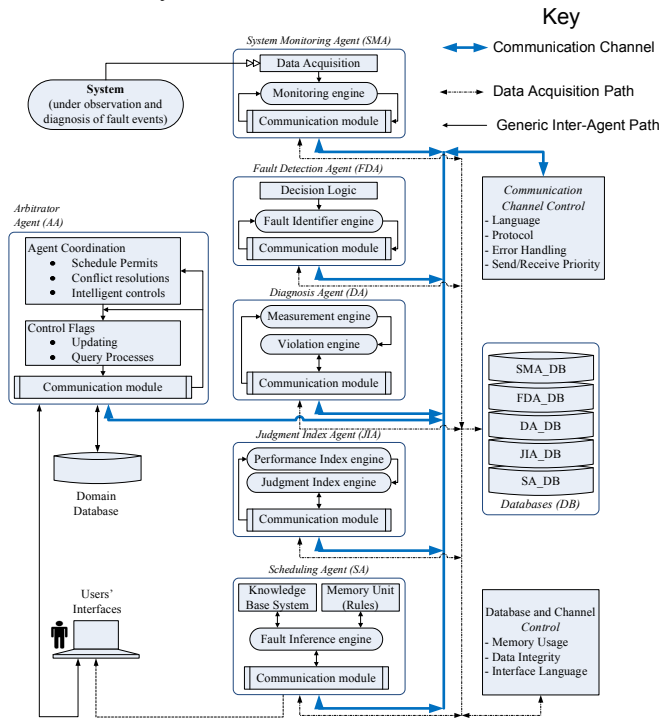 Key
Communication Channel
Data Acquisition Path
Generic Inter-Agent Path
System Monitoring Agent (SMA)
Data Acquisition
Monitoring engine
Communication module
System
(under observation and
diagnosis of fault events)
Fault Detection Agent (FDA)
Decision Logic
Fault Identifier engine
Communication module
Communication
Channel Control
- Language
- Protocol
- Error Handling
- Send/Receive Priority
Arbitrator
Agent (AA)
Agent Coordination
● Schedule Permits
● Conflict resolutions
● Intelligent controls
Control Flags
● Updating
● Query Processes
Communication module
Domain
Database
Diagnosis Agent (DA)
Measurement engine
Violation engine
Communication module
SMA_DB
FDA_DB
DA_DB
JIA_DB
SA_DB
Databases (DB)
Judgment Index Agent (JIA)
Performance Index engine
Judgment Index engine
Communication module
Users'
Interfaces
Scheduling Agent (SA)
Knowledge
Base System
Memory Unit
(Rules)
Fault Inference engine
Communication module
Database and Channel
Control
- Memory Usage
- Data Integrity
- Interface Language